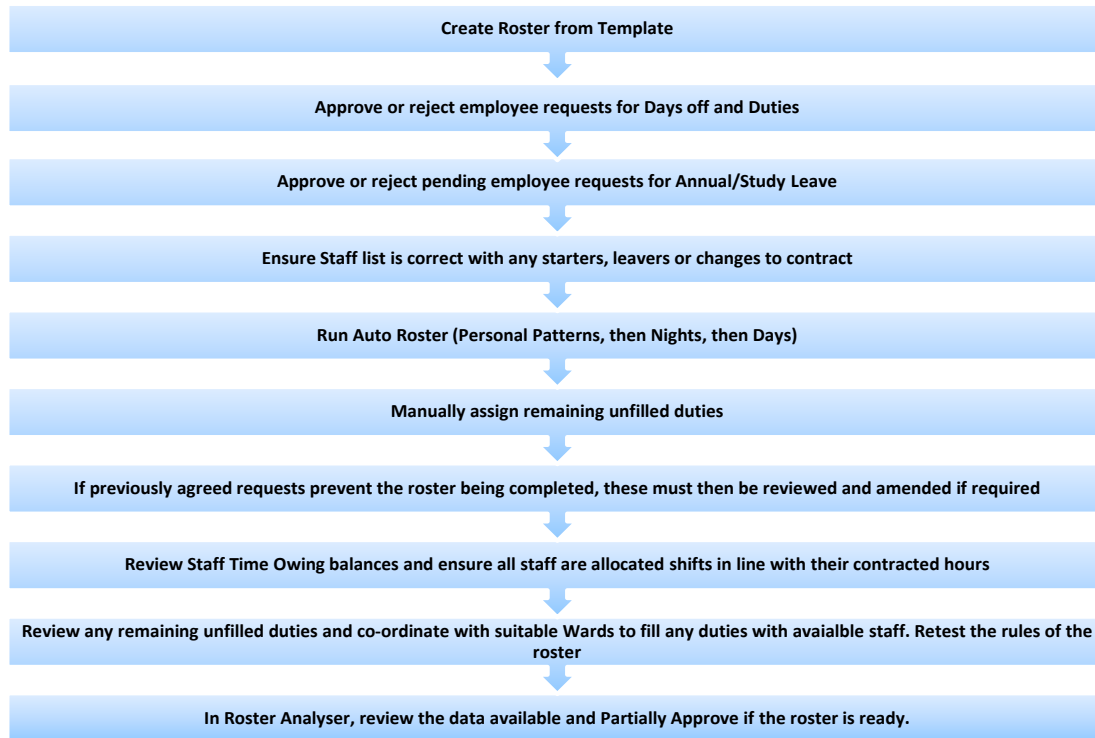 Create Roster from Template
Approve or reject employee requests for Days off and Duties
Approve or reject pending employee requests for Annual/Study Leave
Ensure Staff list is correct with any starters, leavers or changes to contract
Run Auto Roster (Personal Patterns, then Nights, then Days)
Manually assign remaining unfilled duties
If previously agreed requests prevent the roster being completed, these must then be reviewed and amended if required
Review Staff Time Owing balances and ensure all staff are allocated shifts in line with their contracted hours
Review any remaining unfilled duties and co-ordinate with suitable Wards to fill any duties with avaialble staff. Retest the rules of the
roster
In Roster Analyser, review the data available and Partially Approve if the roster is ready.